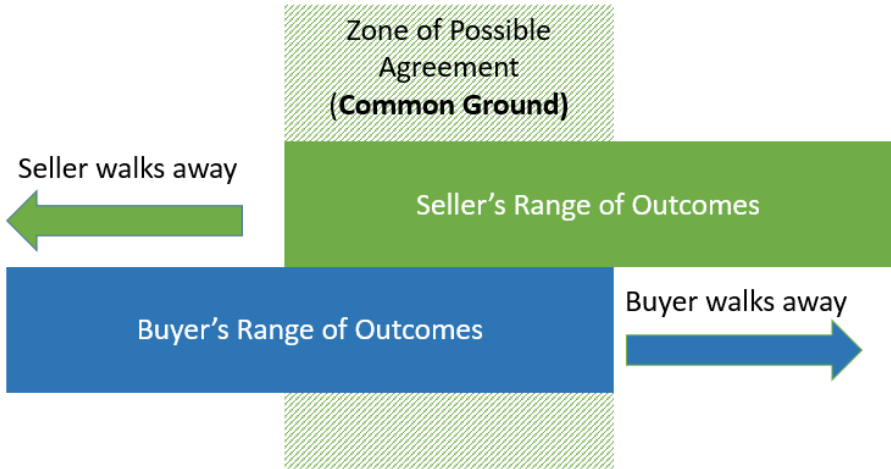 Zone of Possible
Agreement
(Common Ground)
Seller walks away
Seller’s Range of Outcomes
Buyer’s Range of Outcomes
Buyer walks away